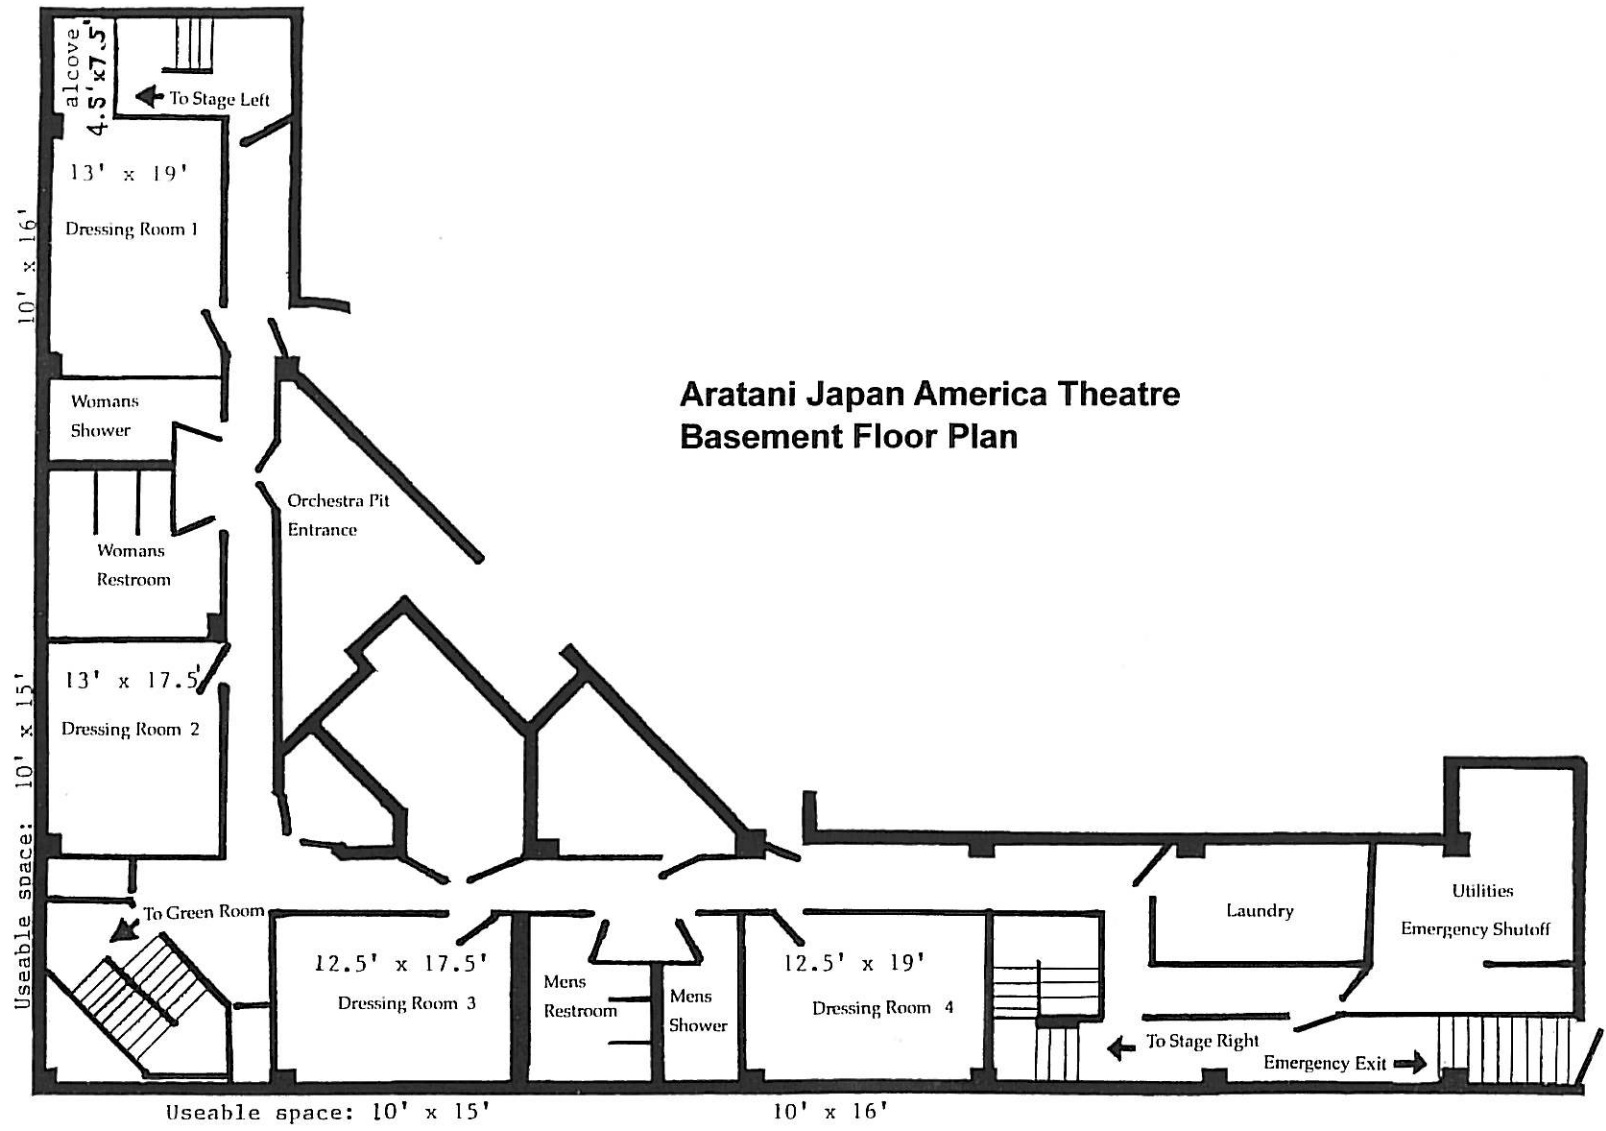 alcove
4.5' x 7.5'
To Stage Left
13' x 19'
Dressing Room 1
10' x 16'
Womans
Shower
Aratani Japan America Theatre
Basement Floor Plan
Orchestra Pit
Entrance
Womans
Restroom
13' x 17.5'
Dressing Room 2
Useable space: 10' x 15'
To Green Room
12.5' x 17.5'
Dressing Room 3
Mens
Restroom
Mens
Shower
12.5' x 19'
Dressing Room 4
Laundry
Utilities
Emergency Shutoff
To Stage Right
Emergency Exit
Useable space: 10' x 15'
10' x 16'